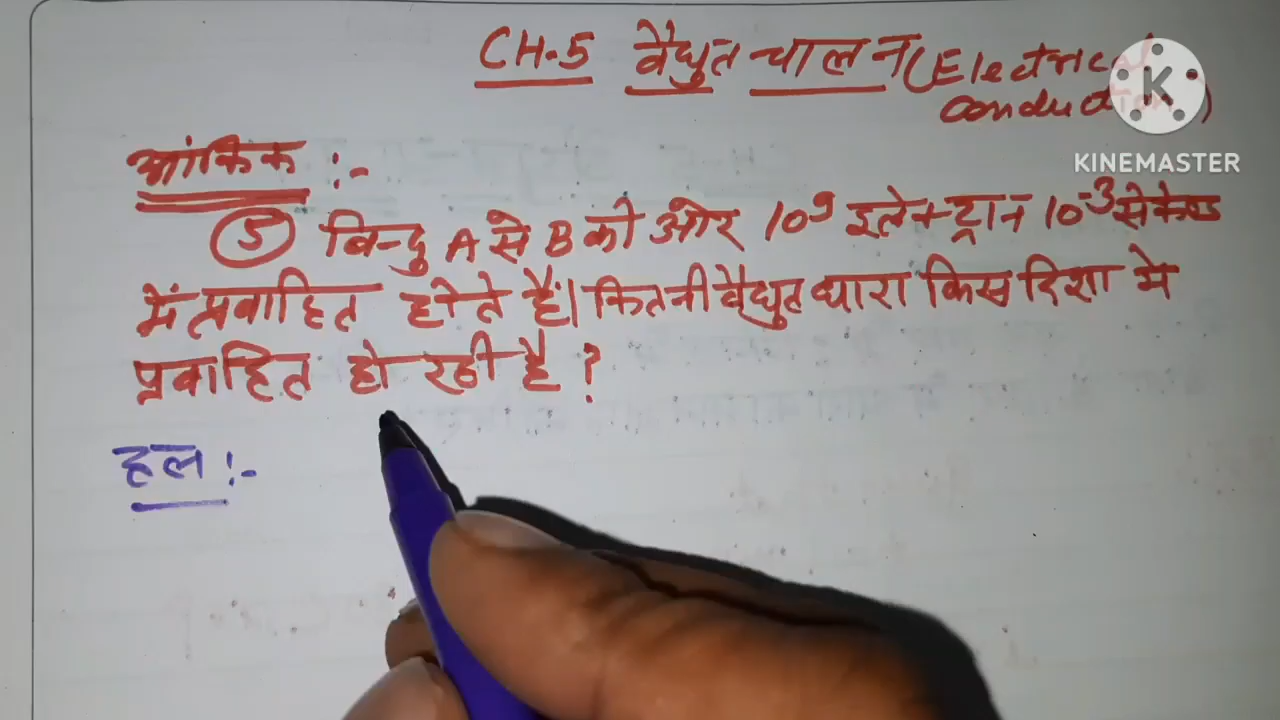 CH-5 वैद्युत चालन (Electrical
conduction)
KINEMASTER
आंकिक :-
(5) बिन्दु A से B की ओर 10⁹ इलेक्ट्रान 10⁻³ सेकेण्ड
में प्रवाहित होते हैं। कितनी वैद्युत धारा किस दिशा मे
प्रवाहित हो रही है ?
हल :-